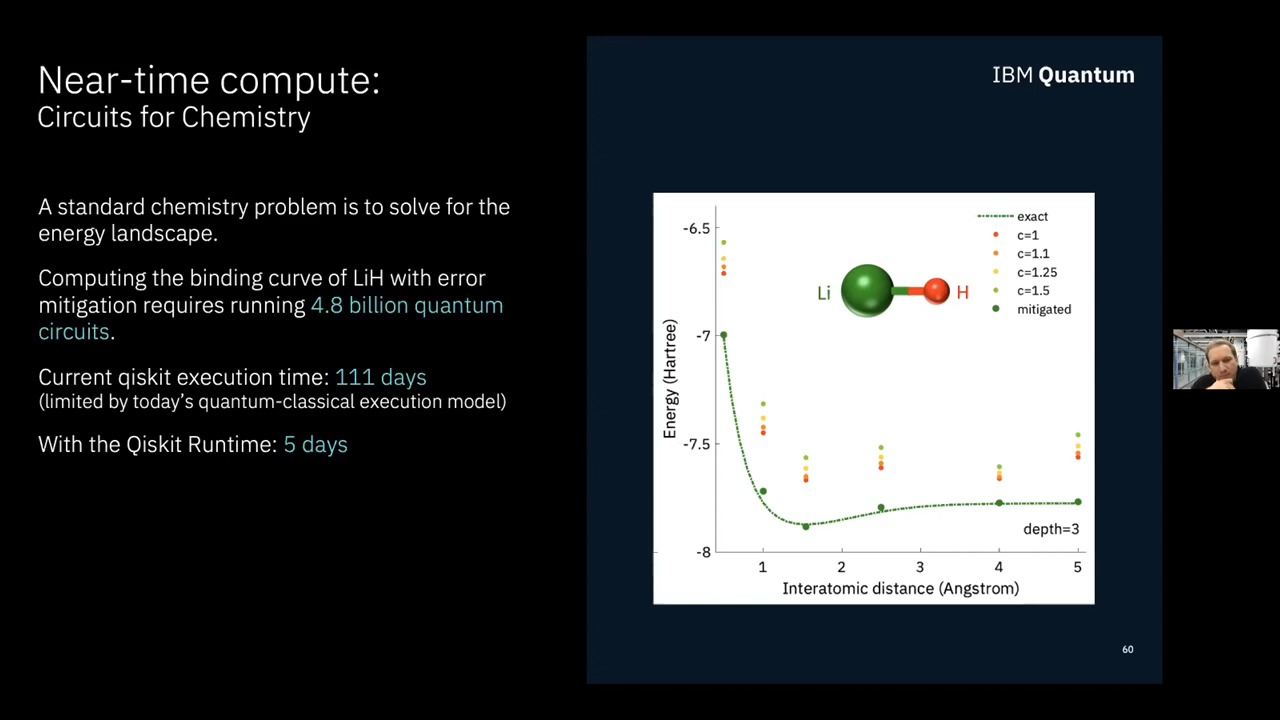 Near-time compute:
Circuits for Chemistry
A standard chemistry problem is to solve for the
energy landscape.
Computing the binding curve of LiH with error
mitigation requires running 4.8 billion quantum
circuits.
Current qiskit execution time: 111 days
(limited by today’s quantum-classical execution model)
With the Qiskit Runtime: 5 days
IBM Quantum
-6.5
-7
-7.5
-8
Energy (Hartree)
exact
c=1
c=1.1
c=1.25
c=1.5
mitigated
Li
H
depth=3
1 2 3 4 5
Interatomic distance (Angstrom)
60